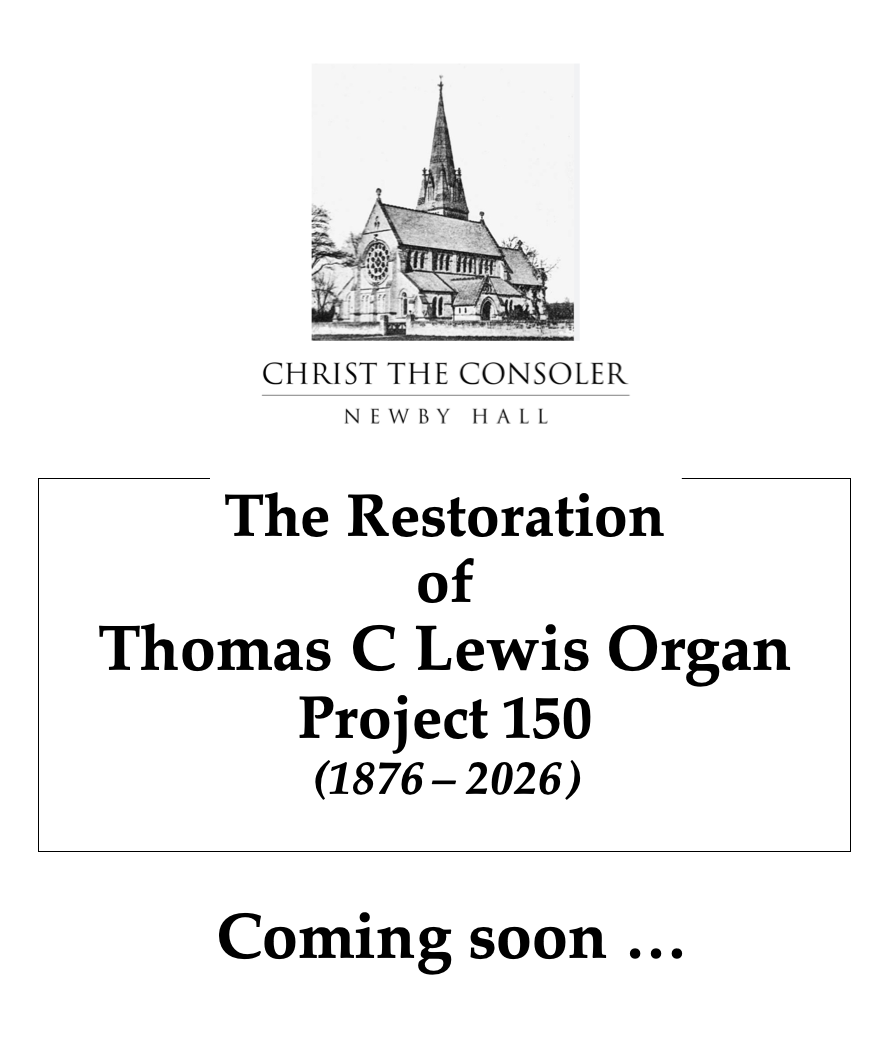 CHRIST THE CONSOLER
NEWBY HALL
The Restoration
of
Thomas C Lewis Organ
Project 150
(1876 – 2026)
Coming soon …